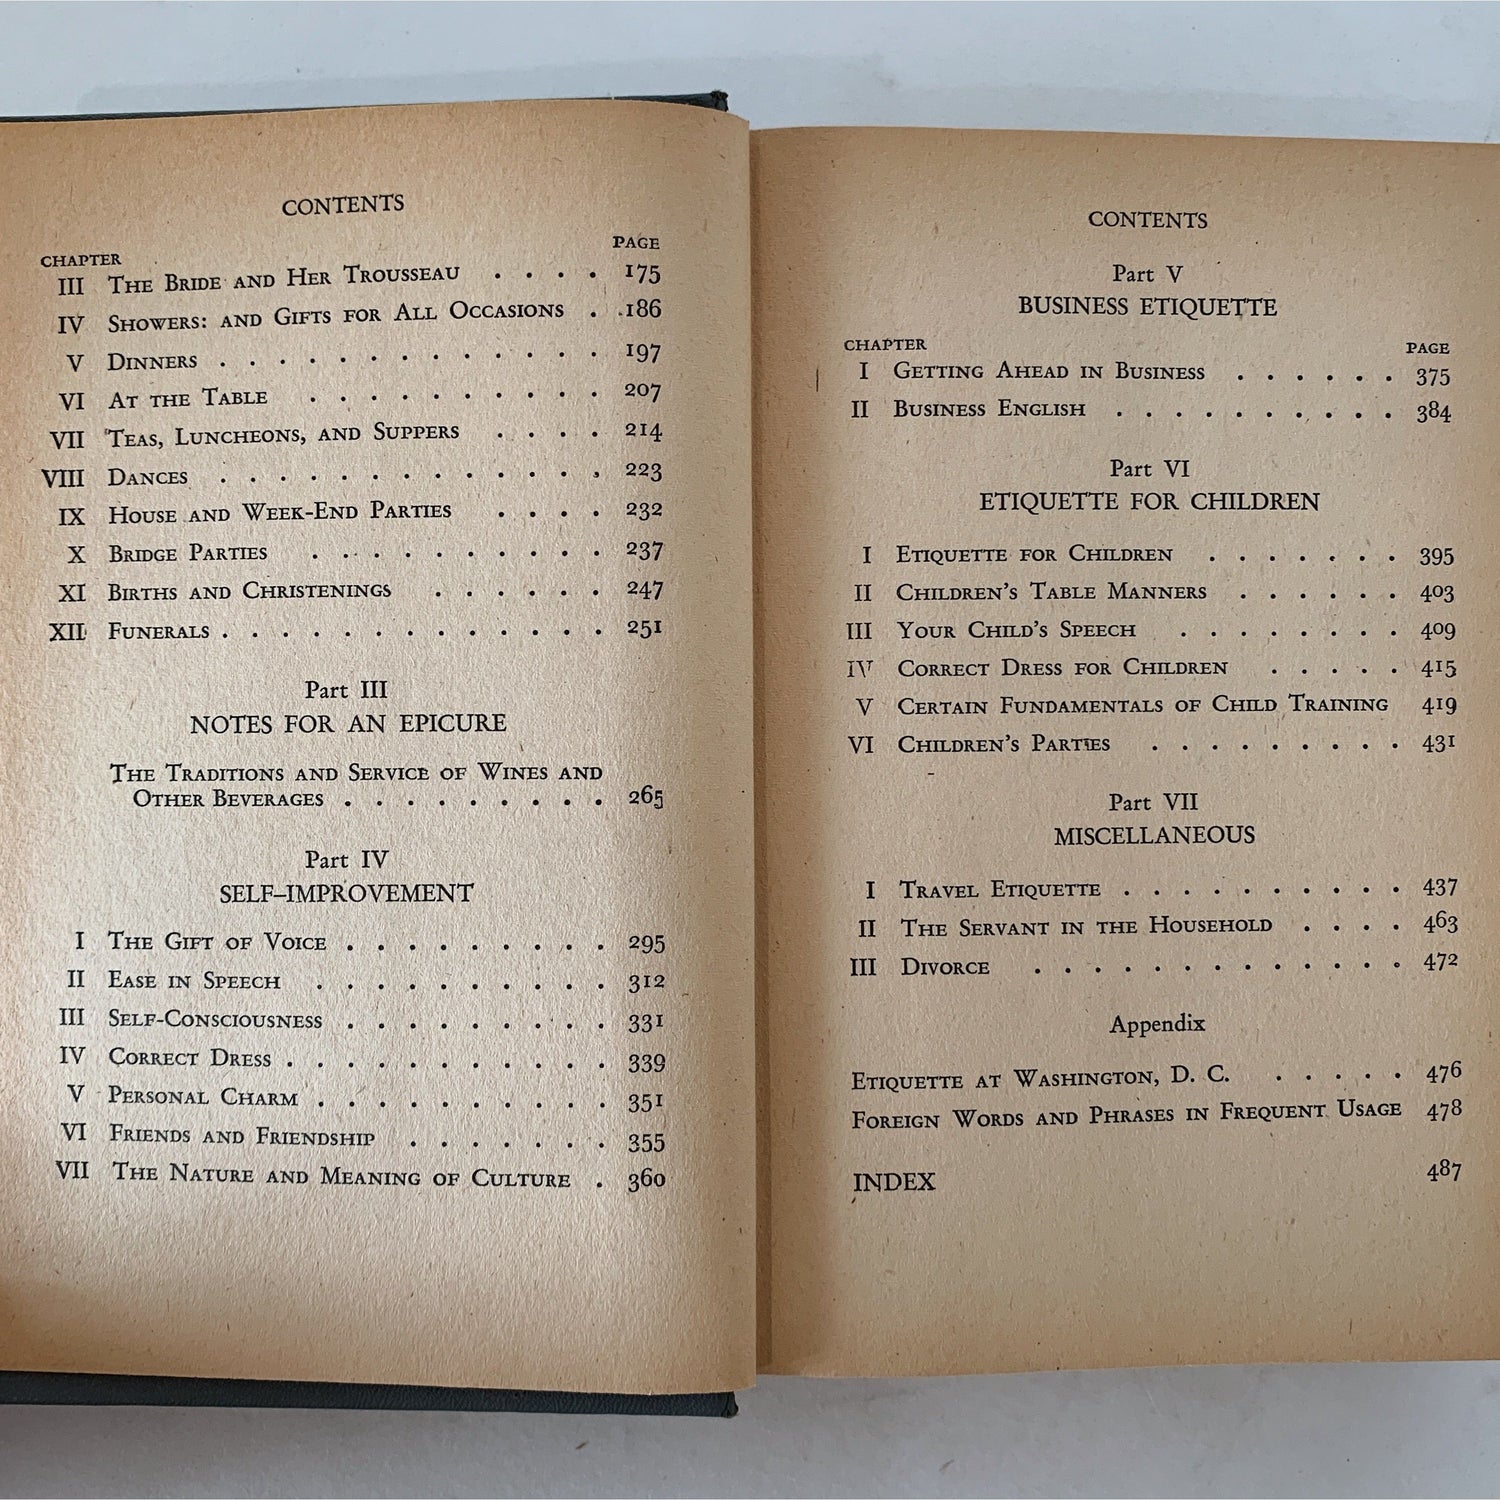 CONTENTS
CHAPTER PAGE
III The Bride and Her Trousseau . . . . 175
IV Showers: and Gifts for All Occasions . . 186
V Dinners . . . . . . . . . . . . . 197
VI At the Table . . . . . . . . . . 207
VII Teas, Luncheons, and Suppers . . . . 214
VIII Dances . . . . . . . . . . . . . 223
IX House and Week-End Parties . . . . 232
X Bridge Parties . . . . . . . . . . 237
XI Births and Christenings . . . . . . 247
XII Funerals . . . . . . . . . . . . . 251
Part III
NOTES FOR AN EPICURE
The Traditions and Service of Wines and
Other Beverages . . . . . . . . . 265
Part IV
SELF-IMPROVEMENT
I The Gift of Voice . . . . . . . . . 295
II Ease in Speech . . . . . . . . . . 312
III Self-Consciousness . . . . . . . . . 331
IV Correct Dress . . . . . . . . . . . 339
V Personal Charm . . . . . . . . . . 351
VI Friends and Friendship . . . . . . . 355
VII The Nature and Meaning of Culture . 360
CONTENTS
Part V
BUSINESS ETIQUETTE
CHAPTER PAGE
I Getting Ahead in Business . . . . . . 375
II Business English . . . . . . . . . . 384
Part VI
ETIQUETTE FOR CHILDREN
I Etiquette for Children . . . . . . . 395
II Children's Table Manners . . . . . . 403
III Your Child's Speech . . . . . . . . 409
IV Correct Dress for Children . . . . . 415
V Certain Fundamentals of Child Training 419
VI Children's Parties . . . . . . . . . 431
Part VII
MISCELLANEOUS
I Travel Etiquette . . . . . . . . . . 437
II The Servant in the Household . . . . 463
III Divorce . . . . . . . . . . . . . 472
Appendix
Etiquette at Washington, D. C. . . . . . 476
Foreign Words and Phrases in Frequent Usage 478
INDEX 487